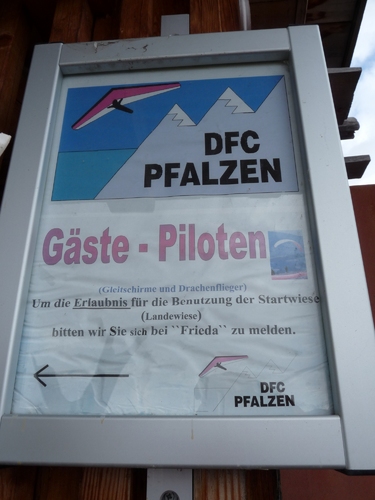 DFC
PFALZEN
Gäste - Piloten
(Gleitschirme und Drachenflieger)
Um die Erlaubnis für die Benutzung der Startwiese
(Landewiese)
bitten wir Sie sich bei ``Frieda`` zu melden.
DFC
PFALZEN